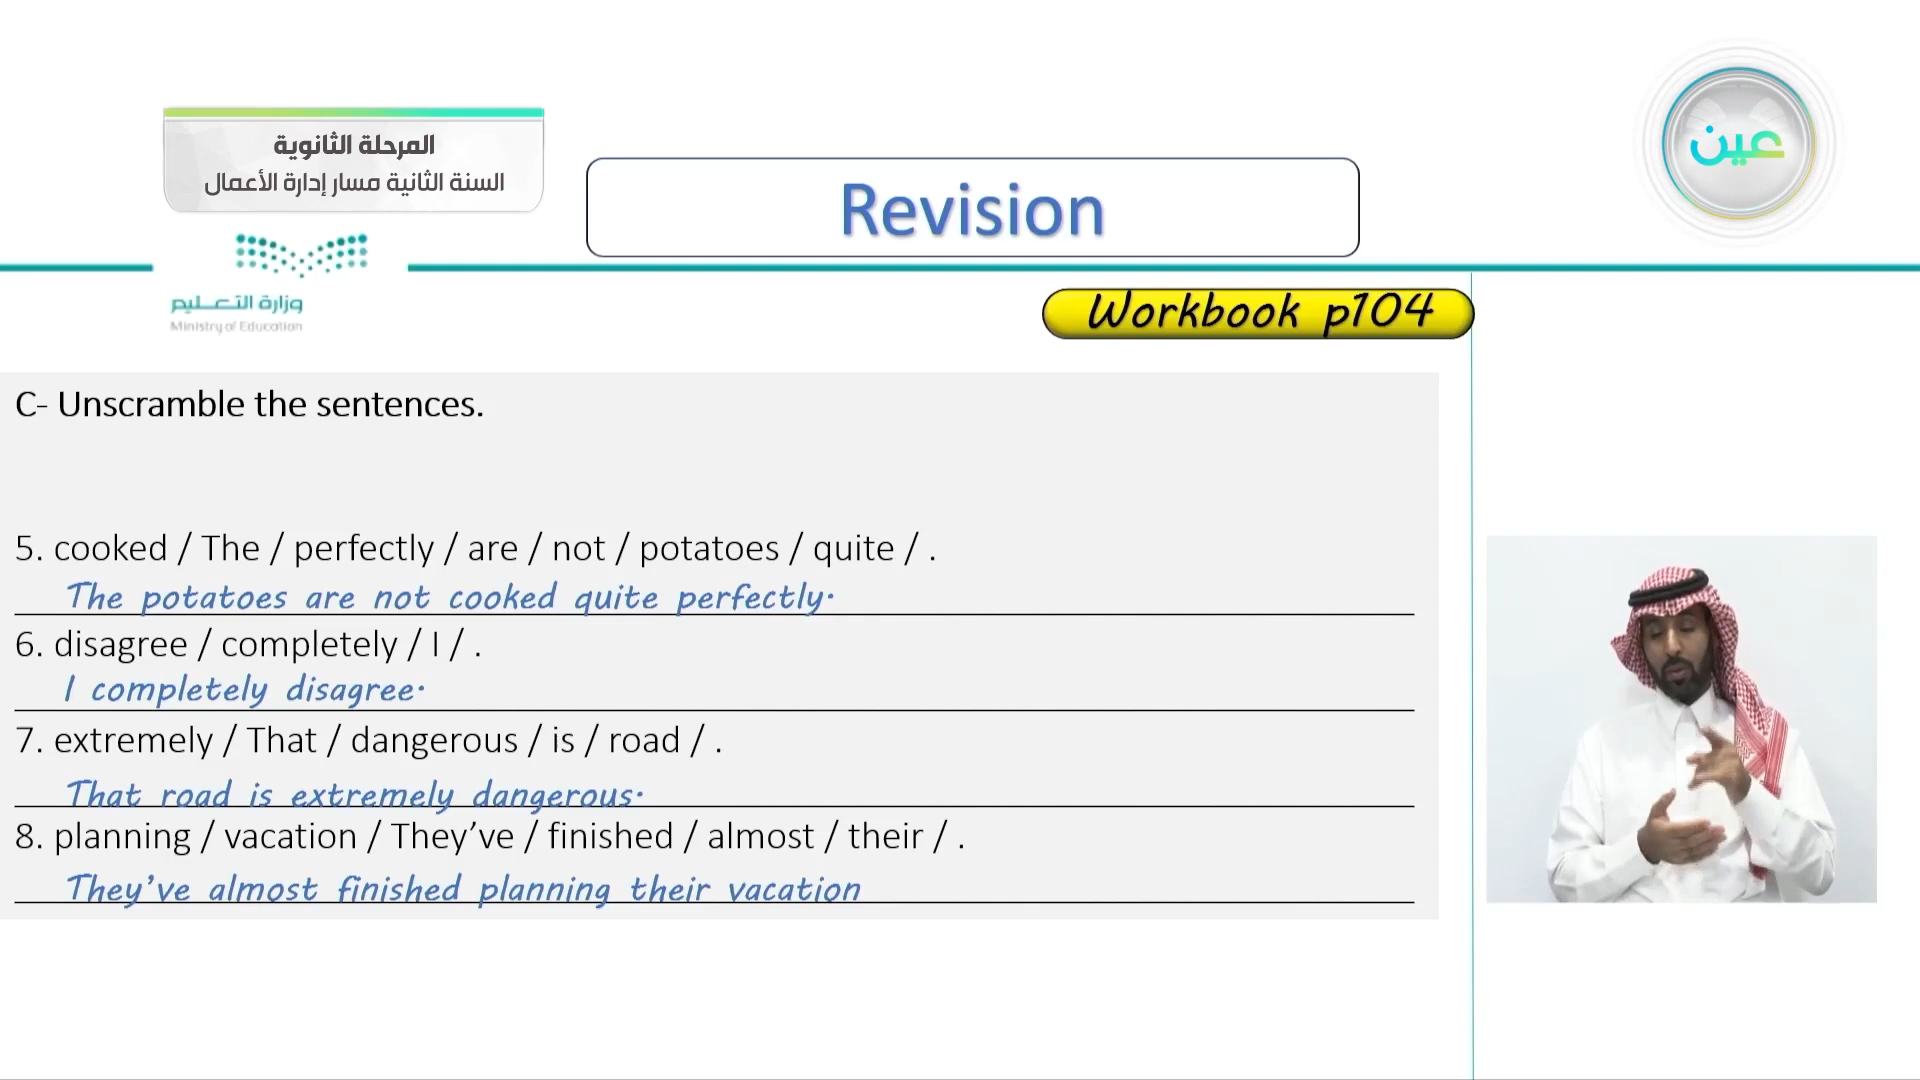 المرحلة الثانوية
السنة الثانية مسار إدارة الأعمال
Revision
عين
وزارة التعليم
Ministry of Education
Workbook p104
C- Unscramble the sentences.
5. cooked / The / perfectly / are / not / potatoes / quite / .
The potatoes are not cooked quite perfectly.
6. disagree / completely / I / .
I completely disagree.
7. extremely / That / dangerous / is / road / .
That road is extremely dangerous.
8. planning / vacation / They’ve / finished / almost / their / .
They’ve almost finished planning their vacation